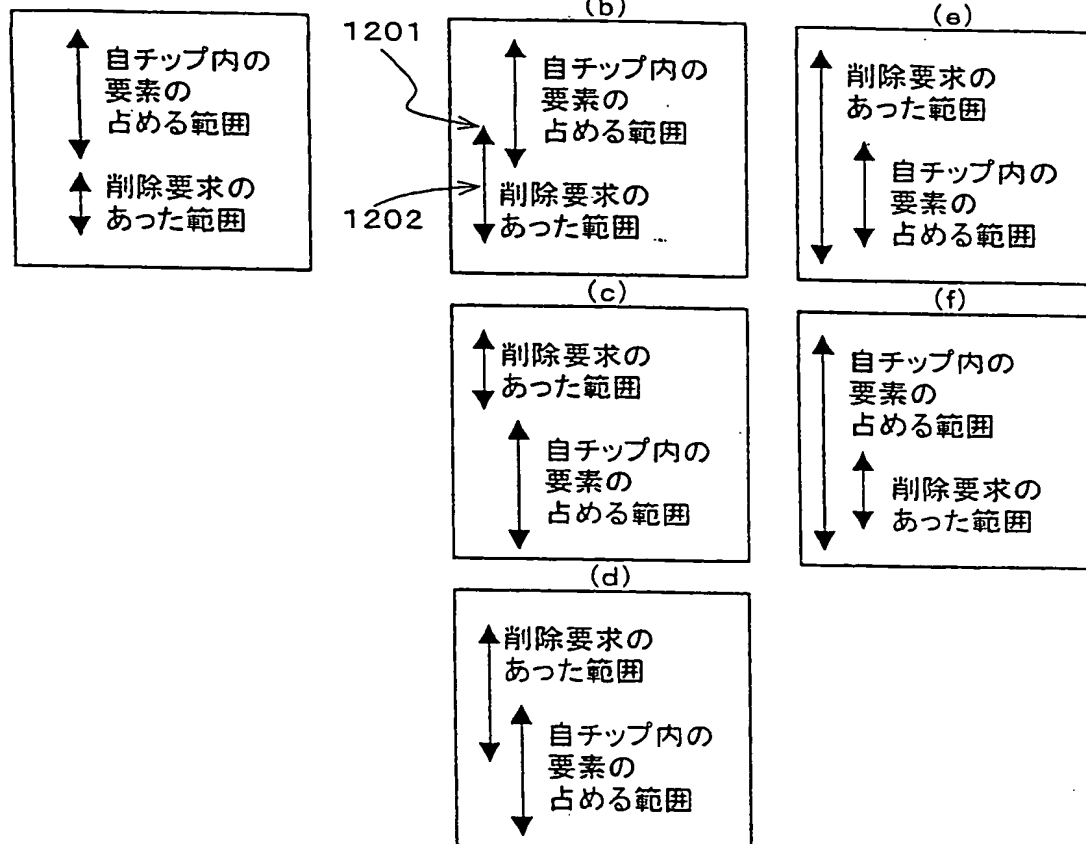 自チップ内の
要素の
占める範囲
削除要求の
あった範囲
1201
1202
(b)
自チップ内の
要素の
占める範囲
削除要求の
あった範囲
(c)
削除要求の
あった範囲
自チップ内の
要素の
占める範囲
(d)
削除要求の
あった範囲
自チップ内の
要素の
占める範囲
(e)
削除要求の
あった範囲
自チップ内の
要素の
占める範囲
(f)
自チップ内の
要素の
占める範囲
削除要求の
あった範囲